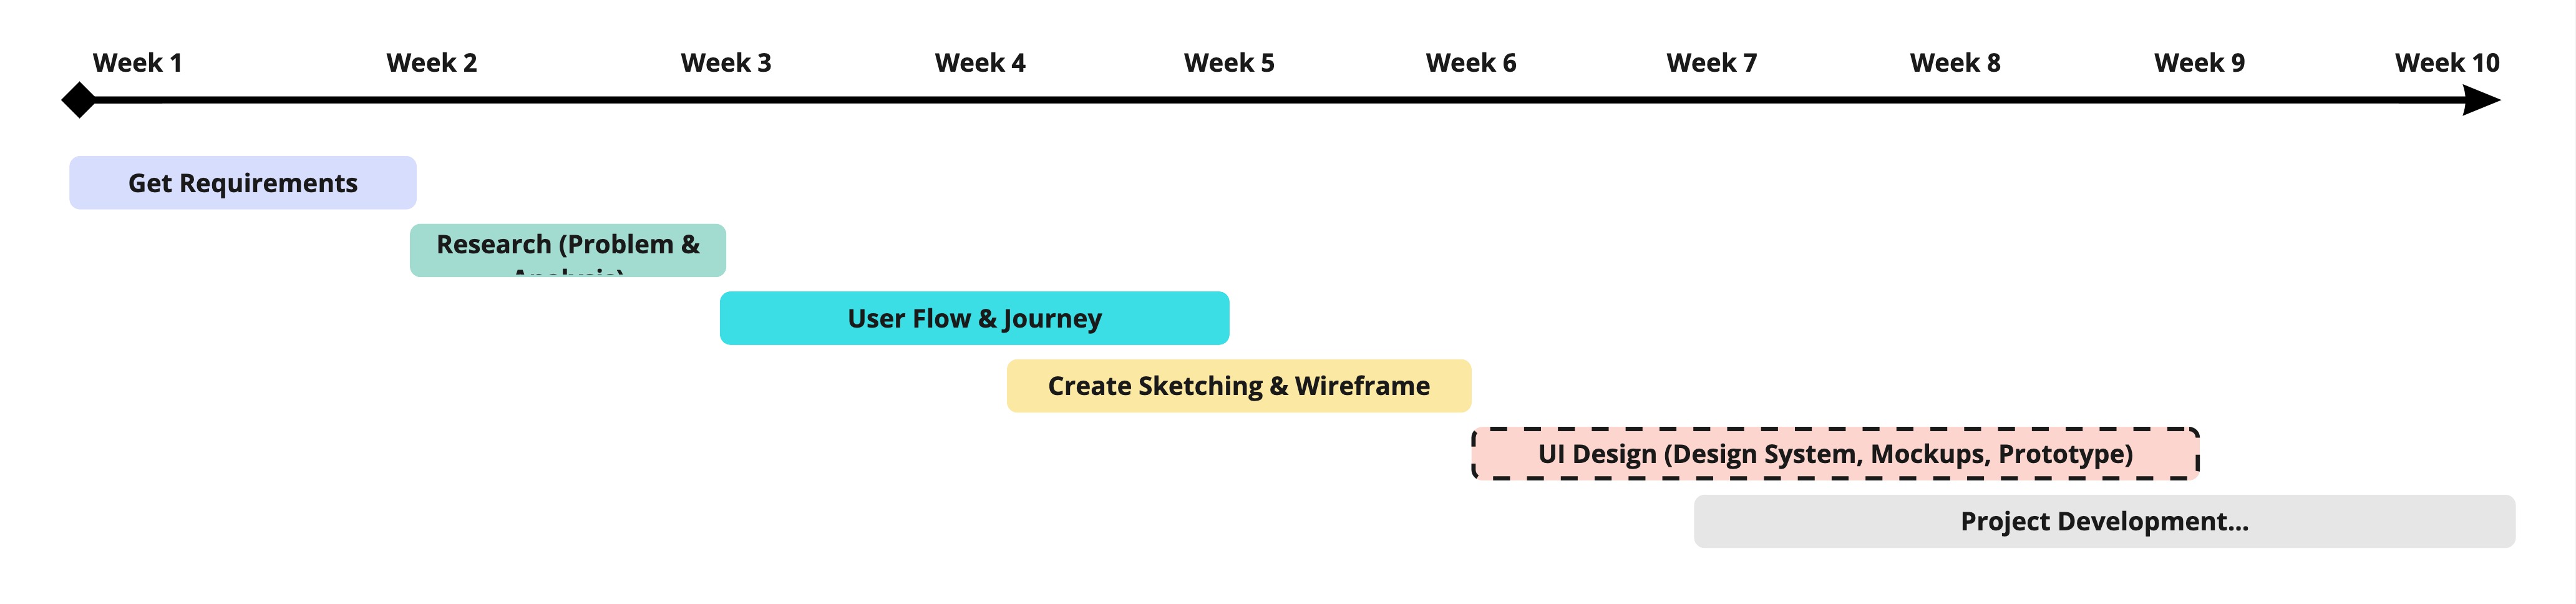 Week 1 Week 2 Week 3 Week 4 Week 5 Week 6 Week 7 Week 8 Week 9 Week 10
Get Requirements
Research (Problem &
Analysis)
User Flow & Journey
Create Sketching & Wireframe
UI Design (Design System, Mockups, Prototype)
Project Development...